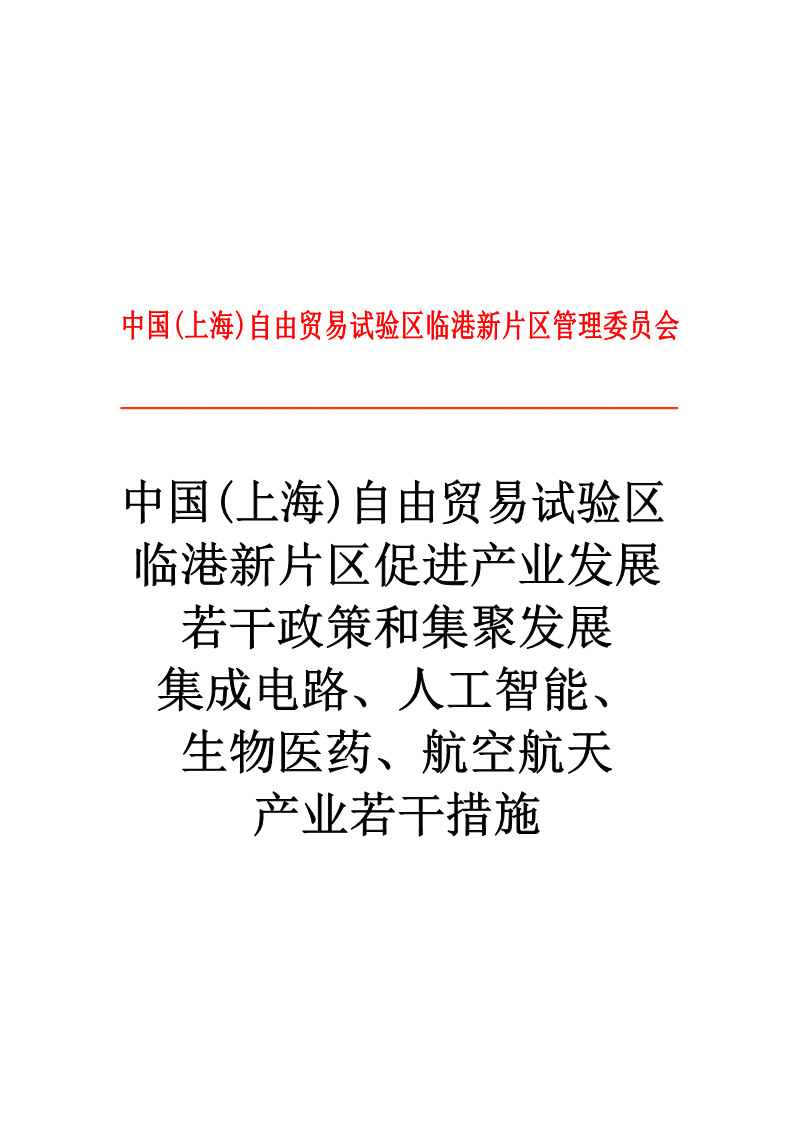 中国(上海)自由贸易试验区临港新片区管理委员会
中国(上海)自由贸易试验区
临港新片区促进产业发展
若干政策和集聚发展
集成电路、人工智能、
生物医药、航空航天
产业若干措施